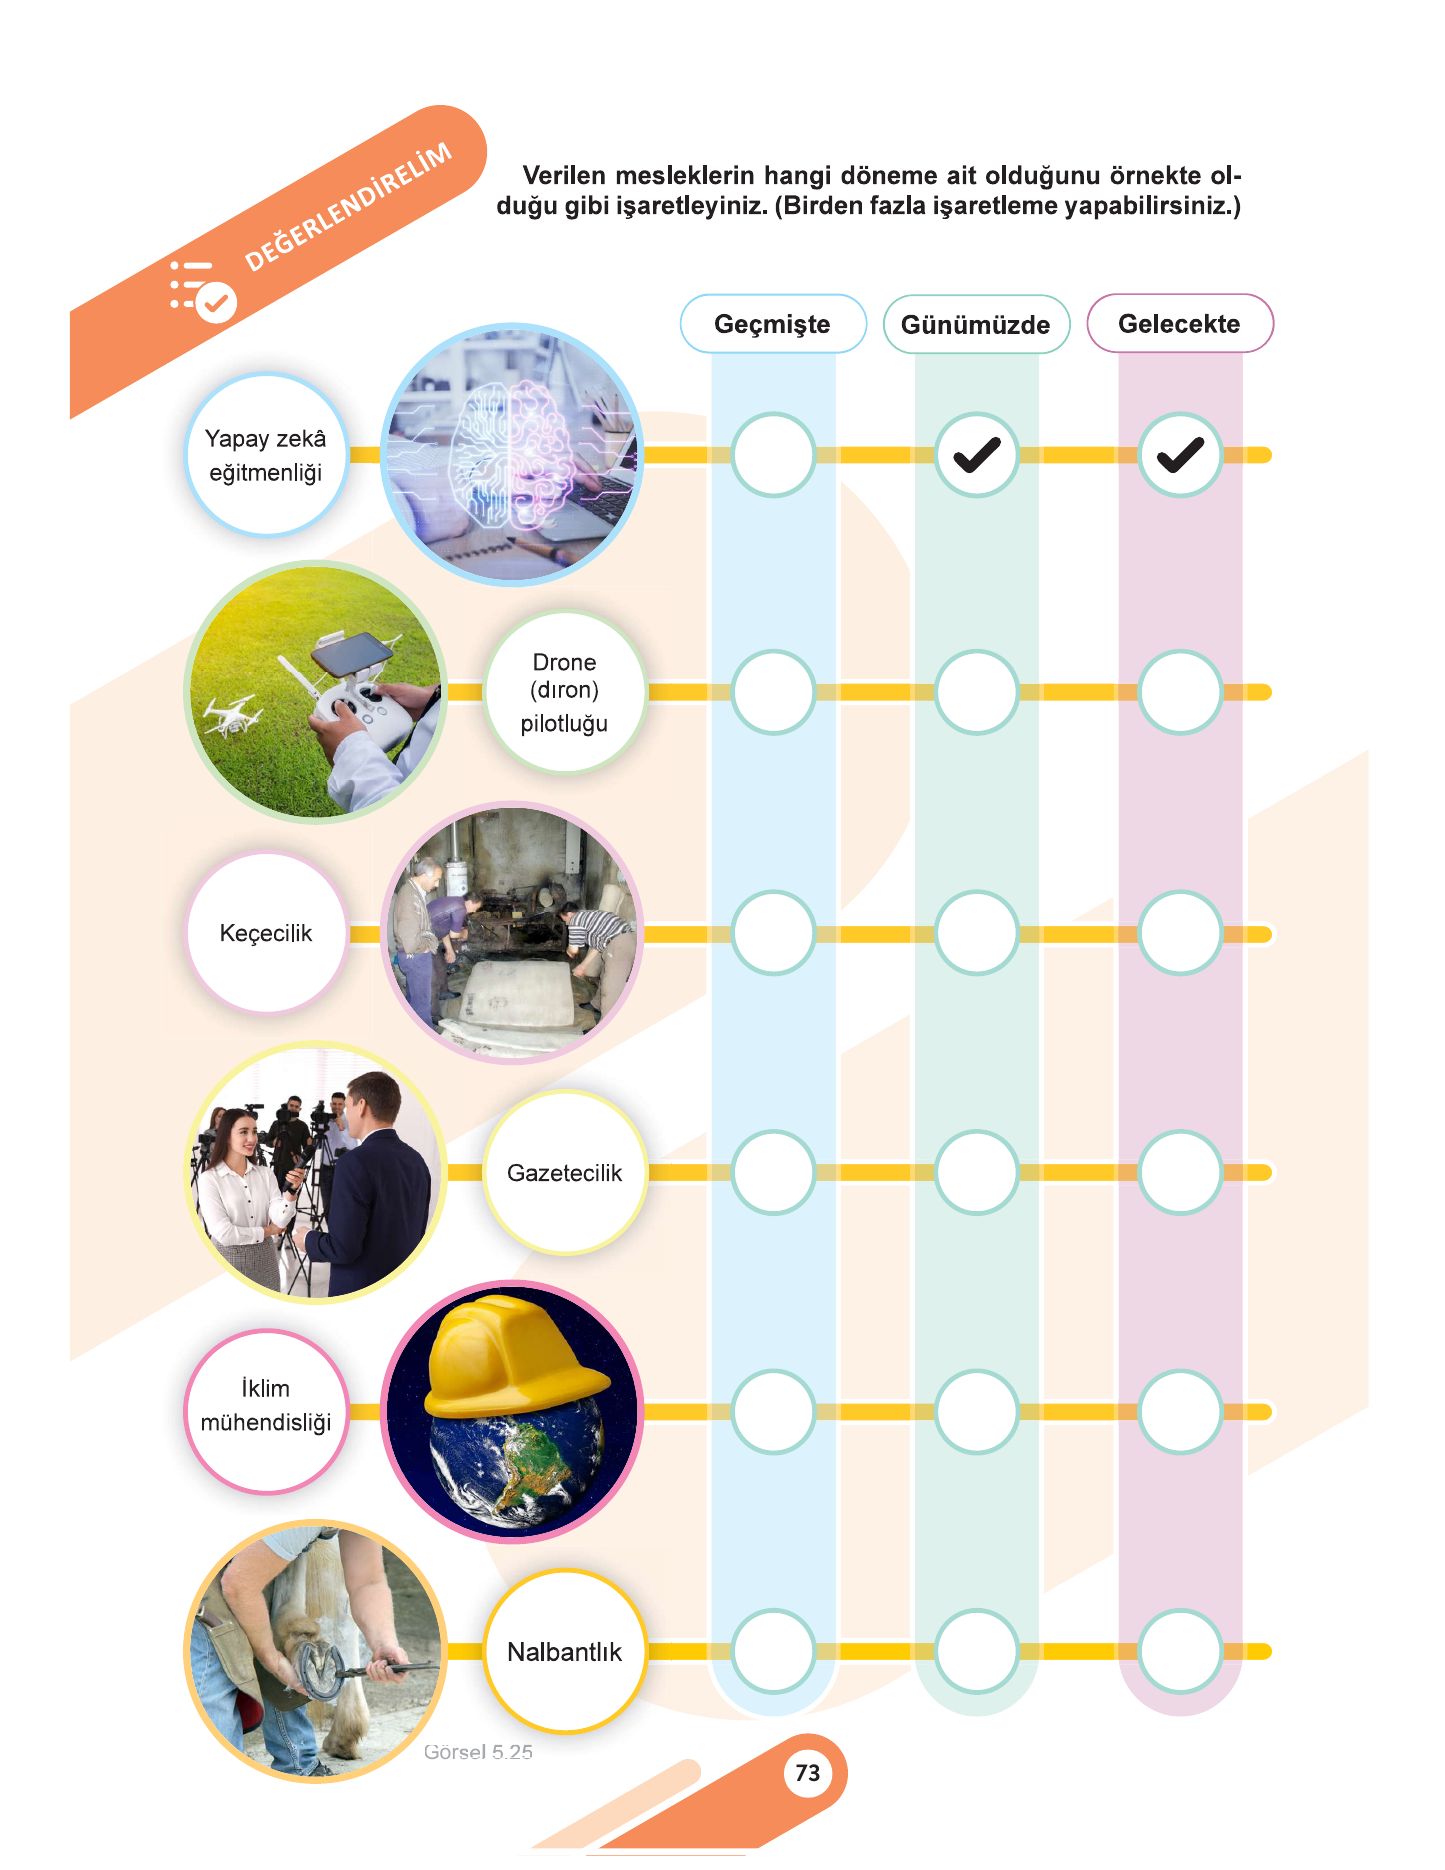 DEĞERLENDİRELİM
Verilen mesleklerin hangi döneme ait olduğunu örnekte ol-
duğu gibi işaretleyiniz. (Birden fazla işaretleme yapabilirsiniz.)
Geçmişte
Günümüzde
Gelecekte
Yapay zekâ
eğitmenliği
Drone
(dıron)
pilotluğu
Keçecilik
Gazetecilik
İklim
mühendisliği
Nalbantlık
Görsel 5.25
73